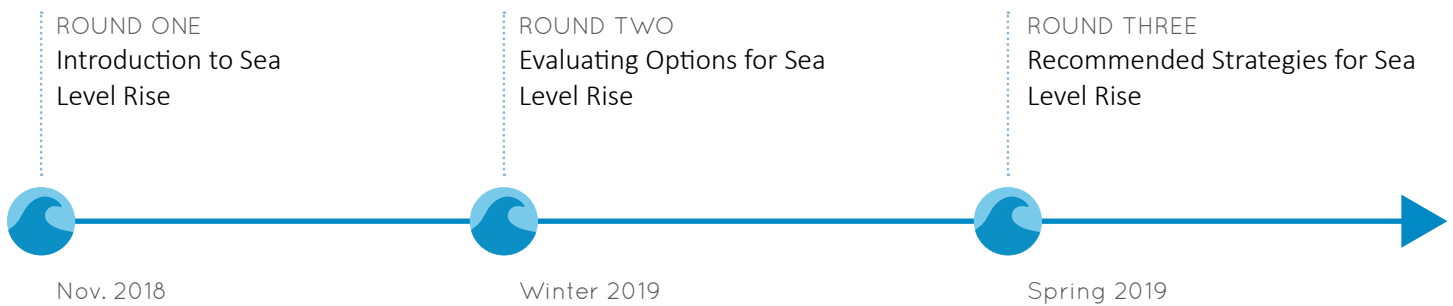 ROUND ONE
Introduction to Sea
Level Rise
Nov. 2018
ROUND TWO
Evaluating Options for Sea
Level Rise
Winter 2019
ROUND THREE
Recommended Strategies for Sea
Level Rise
Spring 2019